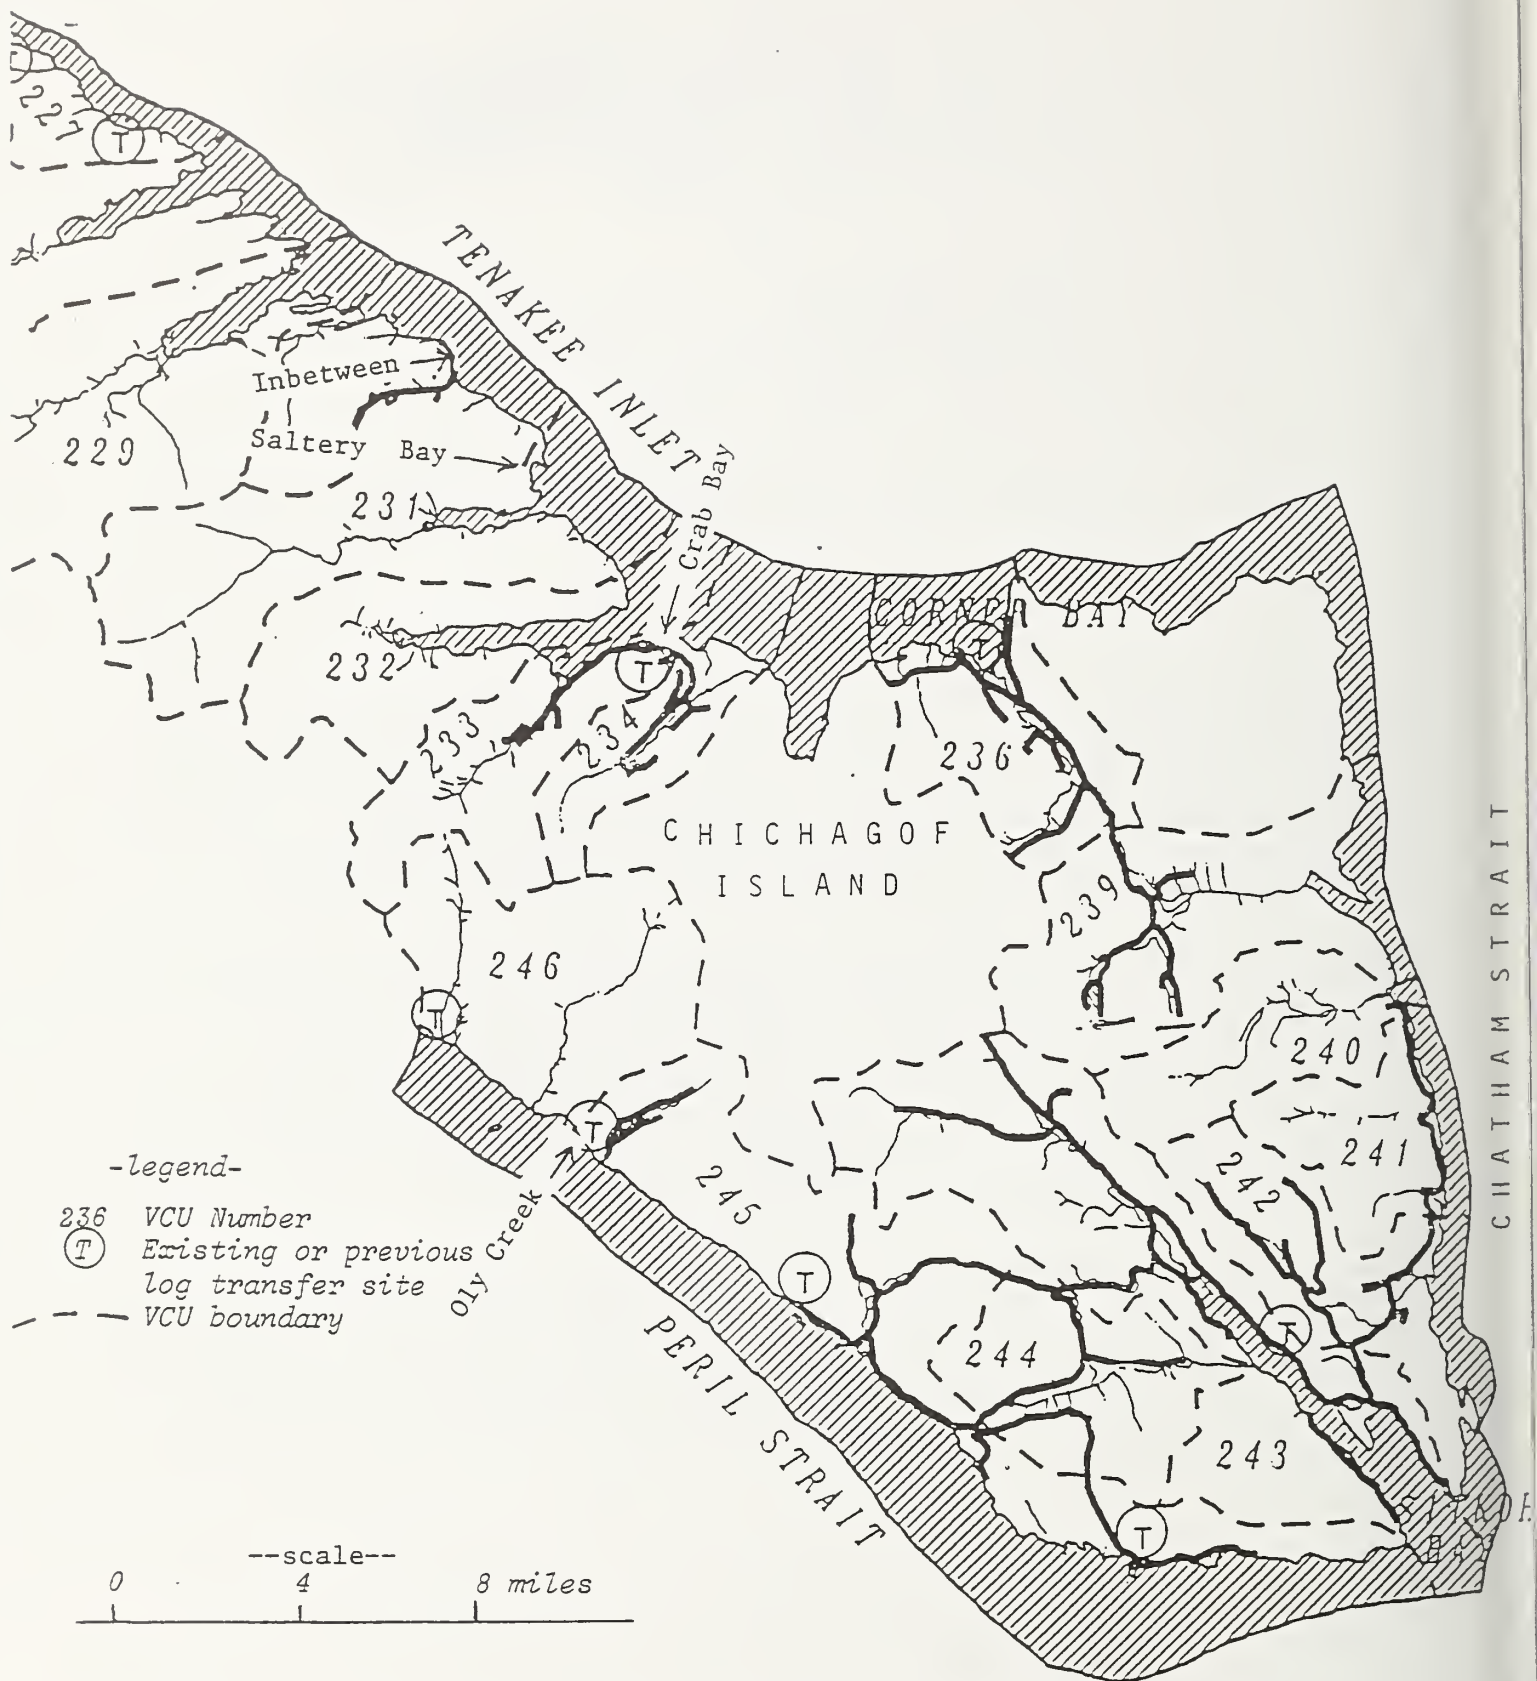 T
227
T
TENAKEE INLET
Inbetween
229
Saltery Bay
231
Crab Bay
CORNER BAY
T
T
232
233
234
236
CHICHAGOF
ISLAND
239
246
T
240
T
241
242
245
Oly Creek
CHATHAM STRAIT
-legend-
236 VCU Number
T Existing or previous
log transfer site
VCU boundary
T
T
244
PERIL STRAIT
243
T
--scale--
0 4 8 miles